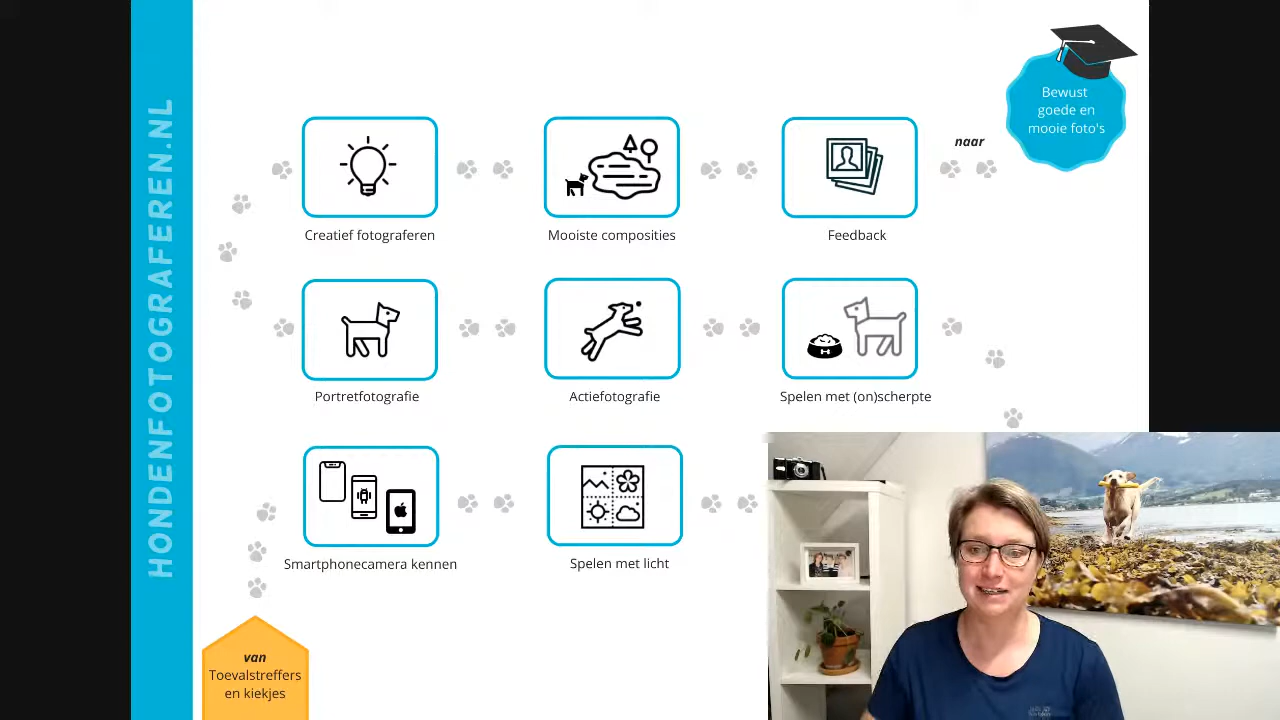 HONDENFOTOGRAFEREN.NL
Bewust
goede en
mooie foto's
naar
Creatief fotograferen
Mooiste composities
Feedback
Portretfotografie
Actiefotografie
Spelen met (on)scherpte
Smartphonecamera kennen
Spelen met licht
van
Toevalstreffers
en kiekjes